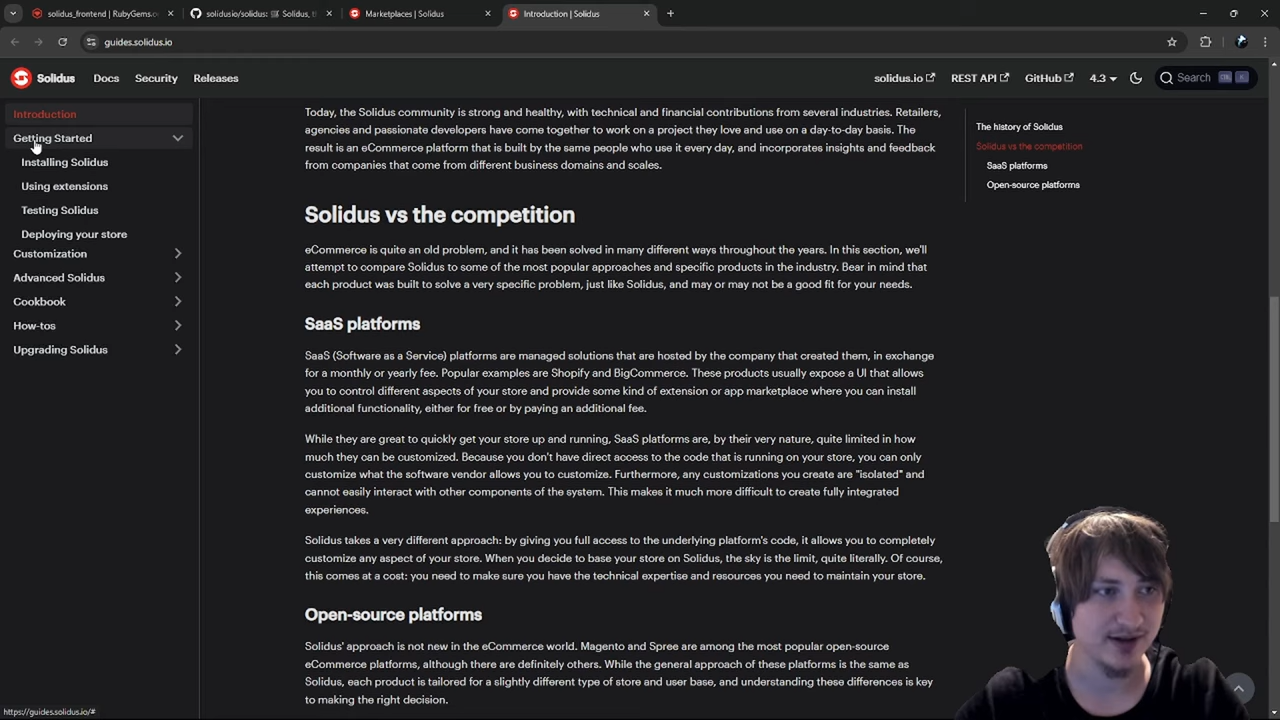 solidus_frontend | RubyGems.o
solidusio/solidus: Solidus, t
Marketplaces | Solidus
Introduction | Solidus
guides.solidus.io
Solidus
Docs
Security
Releases
solidus.io
REST API
GitHub
4.3
Search
Introduction
Getting Started
Installing Solidus
Using extensions
Testing Solidus
Deploying your store
Customization
Advanced Solidus
Cookbook
How-tos
Upgrading Solidus
Today, the Solidus community is strong and healthy, with technical and financial contributions from several industries. Retailers,
agencies and passionate developers have come together to work on a project they love and use on a day-to-day basis. The
result is an eCommerce platform that is built by the same people who use it every day, and incorporates insights and feedback
from companies that come from different business domains and scales.
Solidus vs the competition
eCommerce is quite an old problem, and it has been solved in many different ways throughout the years. In this section, we'll
attempt to compare Solidus to some of the most popular approaches and specific products in the industry. Bear in mind that
each product was built to solve a very specific problem, just like Solidus, and may or may not be a good fit for your needs.
SaaS platforms
SaaS (Software as a Service) platforms are managed solutions that are hosted by the company that created them, in exchange
for a monthly or yearly fee. Popular examples are Shopify and BigCommerce. These products usually expose a UI that allows
you to control different aspects of your store and provide some kind of extension or app marketplace where you can install
additional functionality, either for free or by paying an additional fee.
While they are great to quickly get your store up and running, SaaS platforms are, by their very nature, quite limited in how
much they can be customized. Because you don't have direct access to the code that is running on your store, you can only
customize what the software vendor allows you to customize. Furthermore, any customizations you create are "isolated" and
cannot easily interact with other components of the system. This makes it much more difficult to create fully integrated
experiences.
Solidus takes a very different approach: by giving you full access to the underlying platform's code, it allows you to completely
customize any aspect of your store. When you decide to base your store on Solidus, the sky is the limit, quite literally. Of course,
this comes at a cost: you need to make sure you have the technical expertise and resources you need to maintain your store.
Open-source platforms
Solidus' approach is not new in the eCommerce world. Magento and Spree are among the most popular open-source
eCommerce platforms, although there are definitely others. While the general approach of these platforms is the same as
Solidus, each product is tailored for a slightly different type of store and user base, and understanding these differences is key
to making the right decision.
The history of Solidus
Solidus vs the competition
SaaS platforms
Open-source platforms
https://guides.solidus.io/#